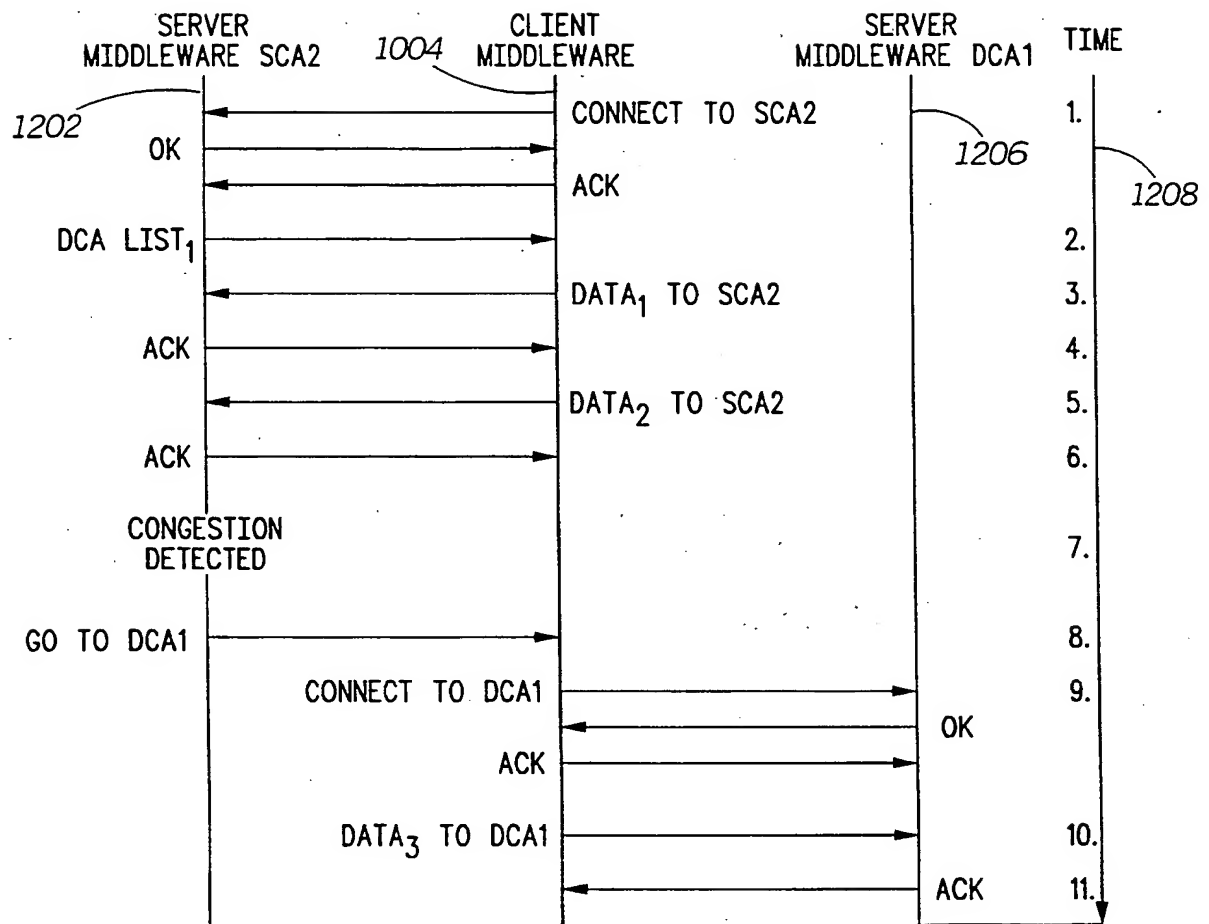 SERVER
MIDDLEWARE SCA2
CLIENT
MIDDLEWARE
SERVER
MIDDLEWARE DCA1
TIME
1202
1004
1206
1208
CONNECT TO SCA2
1.
OK
ACK
DCA LIST₁
2.
DATA₁ TO SCA2
3.
ACK
4.
DATA₂ TO SCA2
5.
ACK
6.
CONGESTION
DETECTED
7.
GO TO DCA1
8.
CONNECT TO DCA1
9.
OK
ACK
DATA₃ TO DCA1
10.
ACK
11.